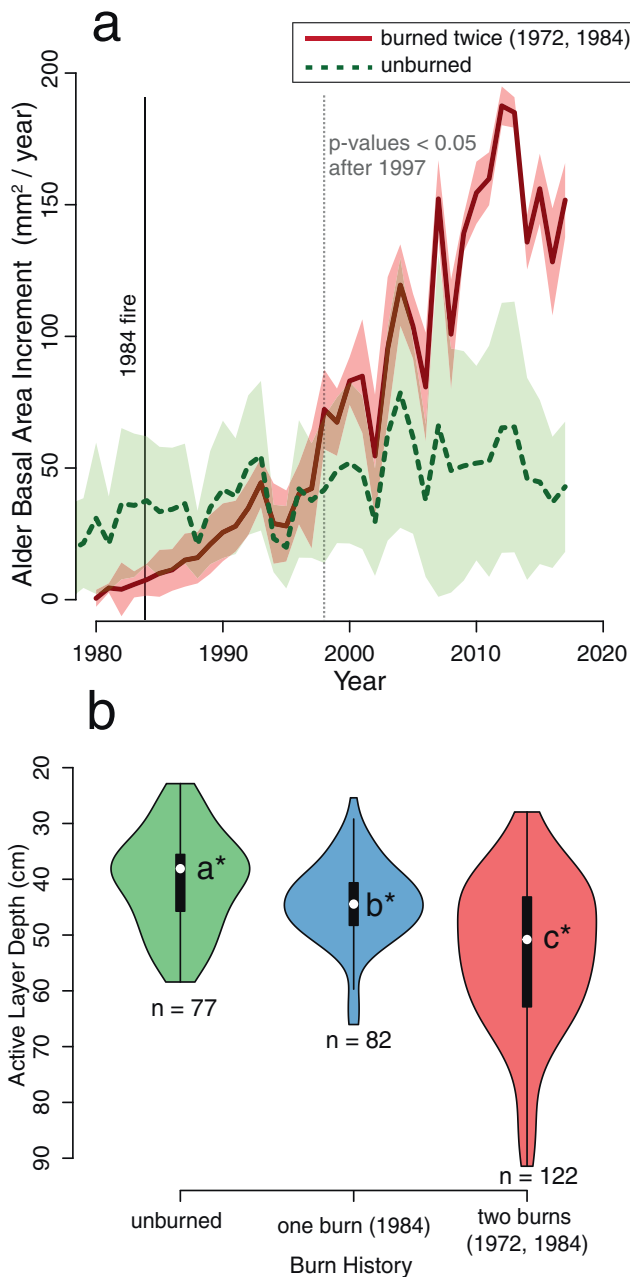 a
burned twice (1972, 1984)
unburned
Alder Basal Area Increment (mm² / year)
200
150
100
50
0
1984 fire
p-values < 0.05
after 1997
1980
1990
2000
2010
2020
Year
b
Active Layer Depth (cm)
20
30
40
50
60
70
80
90
a*
b*
c*
n = 77
n = 82
n = 122
unburned
one burn (1984)
two burns
(1972, 1984)
Burn History